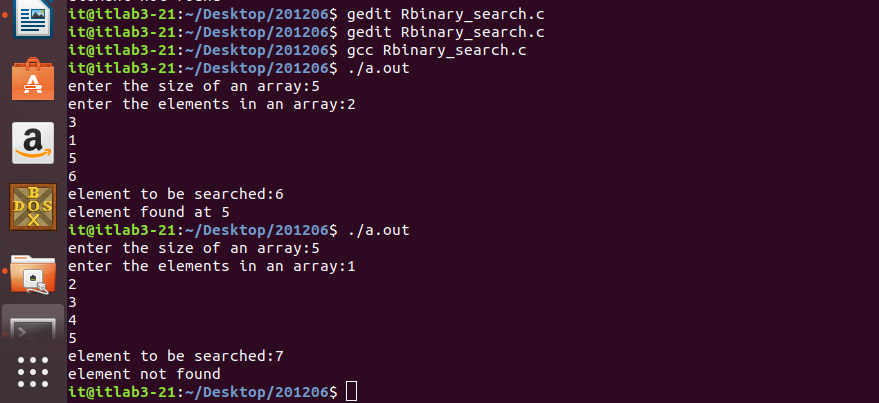 it@itlab3-21:~/Desktop/201206$ gedit Rbinary_search.c
it@itlab3-21:~/Desktop/201206$ gedit Rbinary_search.c
it@itlab3-21:~/Desktop/201206$ gcc Rbinary_search.c
it@itlab3-21:~/Desktop/201206$ ./a.out
enter the size of an array:5
enter the elements in an array:2
3
1
5
6
element to be searched:6
element found at 5
it@itlab3-21:~/Desktop/201206$ ./a.out
enter the size of an array:5
enter the elements in an array:1
2
3
4
5
element to be searched:7
element not found
it@itlab3-21:~/Desktop/201206$
A
a
B
DOS
X
>_